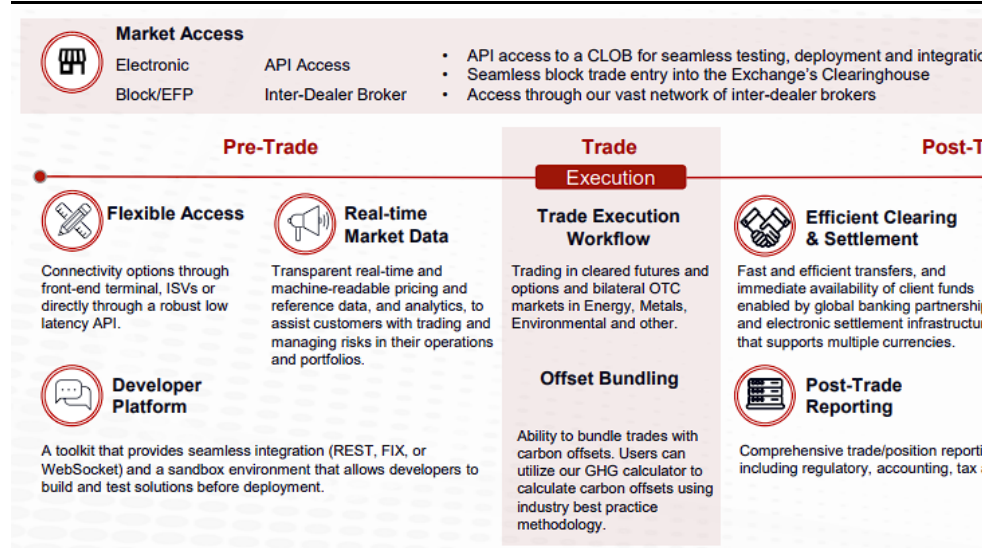 Market Access
Electronic
API Access
Block/EFP
Inter-Dealer Broker
• API access to a CLOB for seamless testing, deployment and integratio
• Seamless block trade entry into the Exchange's Clearinghouse
• Access through our vast network of inter-dealer brokers
Pre-Trade
Trade
Post-T
Execution
Flexible Access
Connectivity options through
front-end terminal, ISVs or
directly through a robust low
latency API.
Real-time
Market Data
Transparent real-time and
machine-readable pricing and
reference data, and analytics, to
assist customers with trading and
managing risks in their operations
and portfolios.
Developer
Platform
A toolkit that provides seamless integration (REST, FIX, or
WebSocket) and a sandbox environment that allows developers to
build and test solutions before deployment.
Trade Execution
Workflow
Trading in cleared futures and
options and bilateral OTC
markets in Energy, Metals,
Environmental and other.
Offset Bundling
Ability to bundle trades with
carbon offsets. Users can
utilize our GHG calculator to
calculate carbon offsets using
industry best practice
methodology.
Efficient Clearing
& Settlement
Fast and efficient transfers, and
immediate availability of client funds
enabled by global banking partnership
and electronic settlement infrastructu
that supports multiple currencies.
Post-Trade
Reporting
Comprehensive trade/position reporti
including regulatory, accounting, tax a